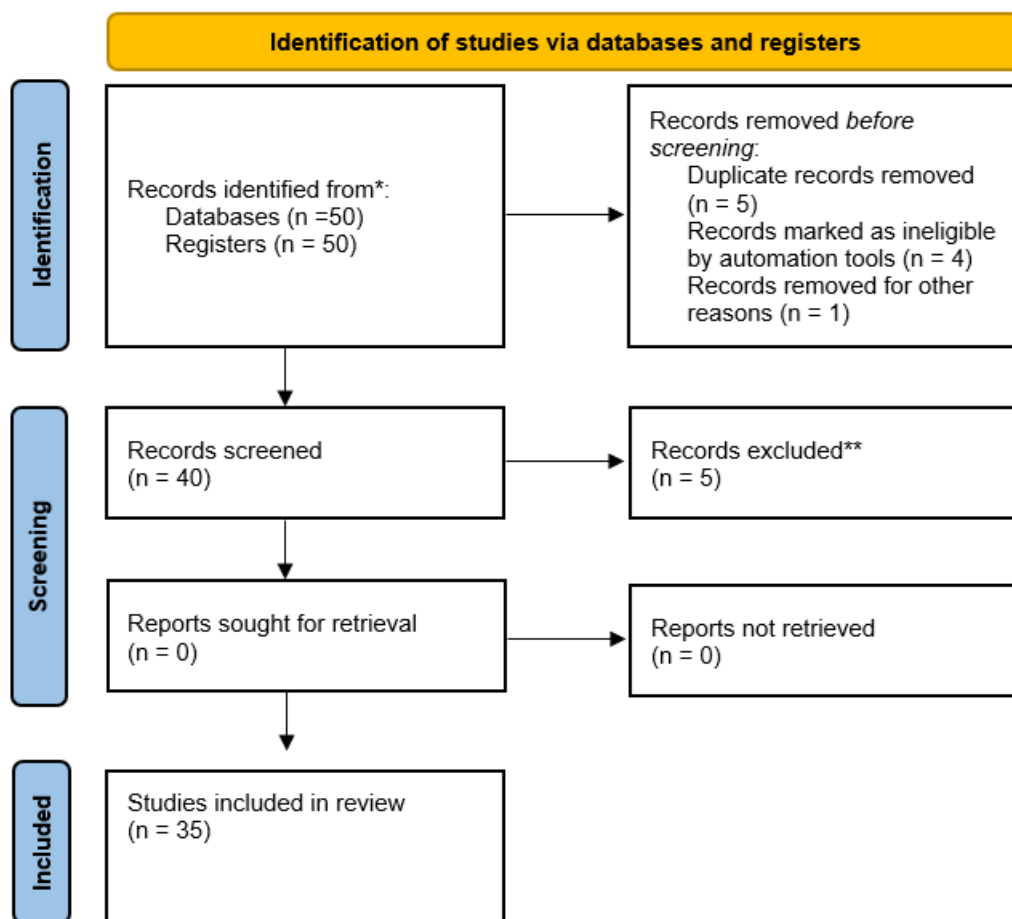 Identification of studies via databases and registers
Identification
Records identified from*:
Databases (n =50)
Registers (n = 50)
Records removed before
screening:
Duplicate records removed
(n = 5)
Records marked as ineligible
by automation tools (n = 4)
Records removed for other
reasons (n = 1)
Screening
Records screened
(n = 40)
Records excluded**
(n = 5)
Reports sought for retrieval
(n = 0)
Reports not retrieved
(n = 0)
Included
Studies included in review
(n = 35)